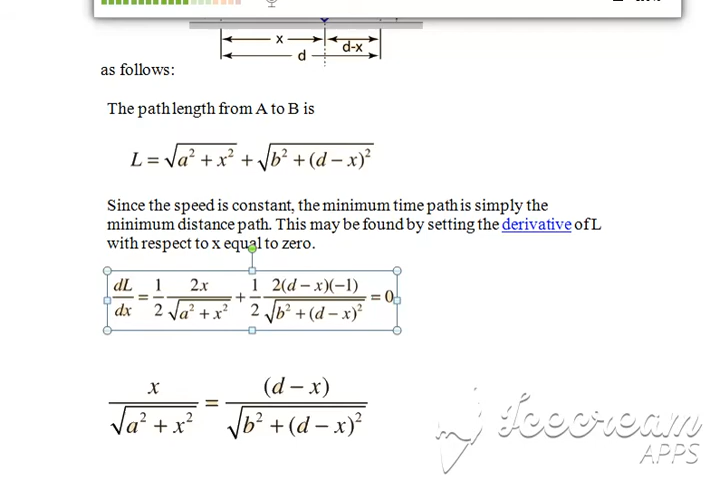 x
d-x
d
as follows:
The path length from A to B is
L = √(a² + x²) + √(b² + (d − x)²)
Since the speed is constant, the minimum time path is simply the
minimum distance path. This may be found by setting the derivative of L
with respect to x equal to zero.
dL/dx = 1/2 2x/√(a² + x²) + 1/2 2(d − x)(−1)/√(b² + (d − x)²) = 0
x/√(a² + x²) = (d − x)/√(b² + (d − x)²)
Icecream
APPS